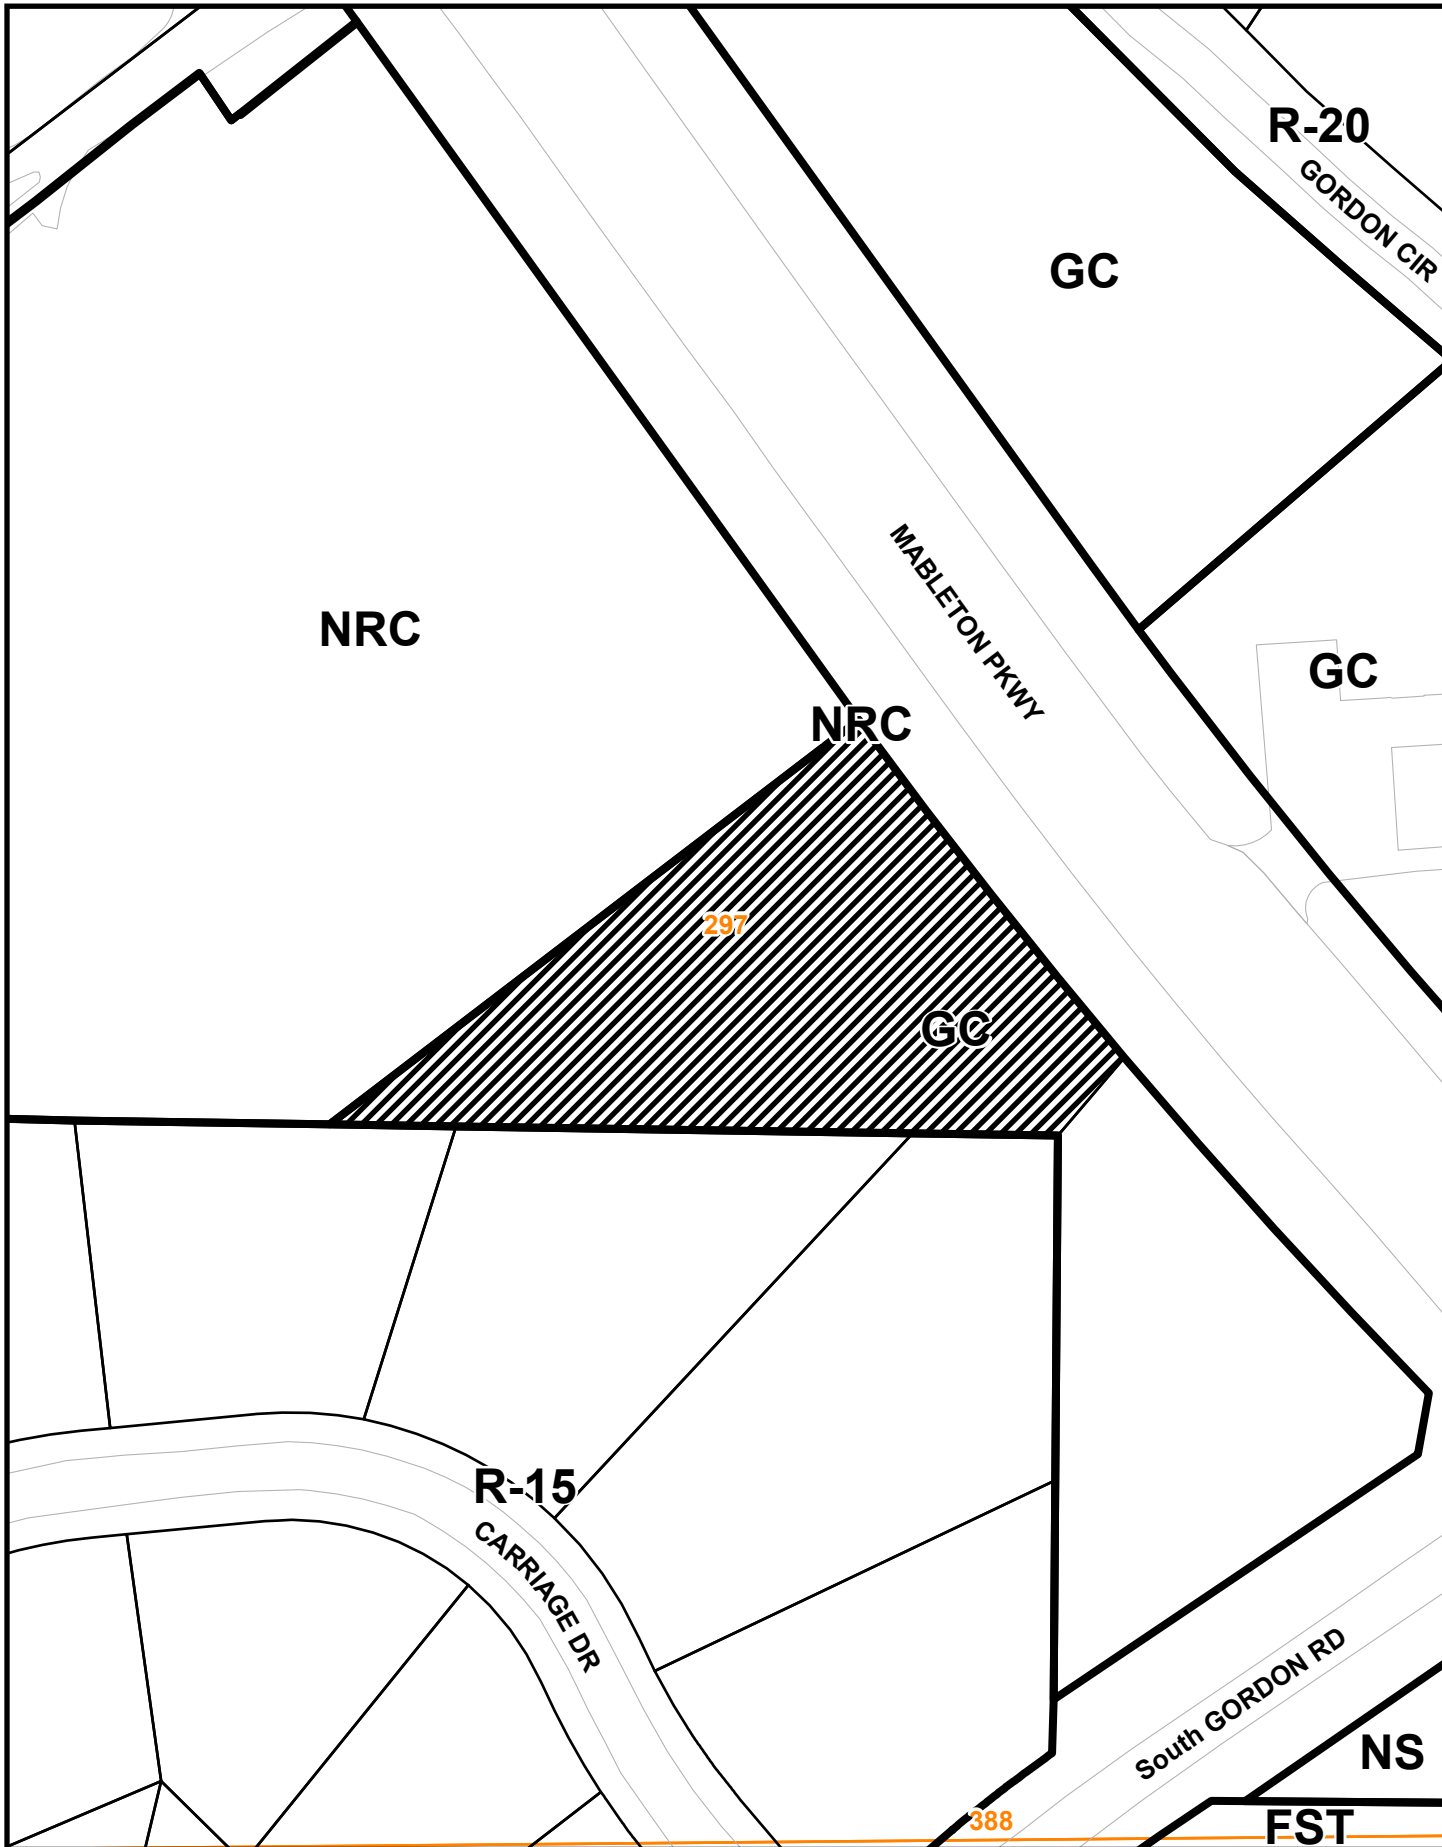 R-20
GORDON CIR
GC
MABLETON PKWY
NRC
GC
NRC
297
GC
R-15
CARRIAGE DR
South GORDON RD
NS
388
FST